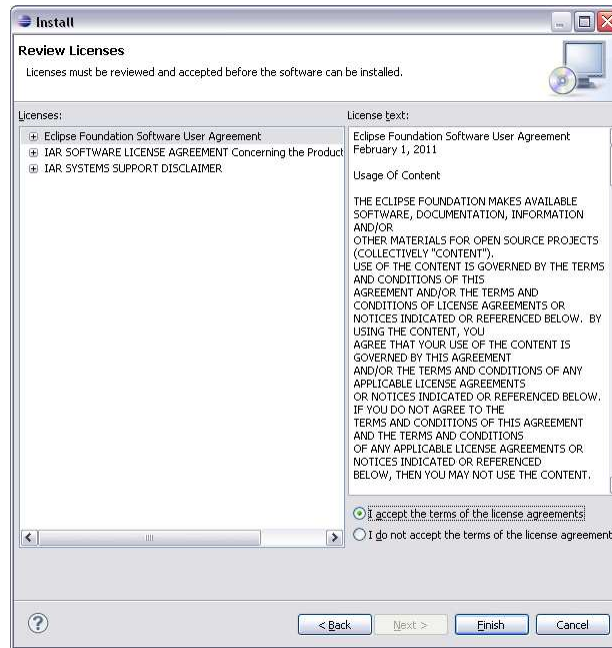 Install
Review Licenses
Licenses must be reviewed and accepted before the software can be installed.
Licenses:
Eclipse Foundation Software User Agreement
IAR SOFTWARE LICENSE AGREEMENT Concerning the Product
IAR SYSTEMS SUPPORT DISCLAIMER
License text:
Eclipse Foundation Software User Agreement
February 1, 2011
Usage Of Content
THE ECLIPSE FOUNDATION MAKES AVAILABLE
SOFTWARE, DOCUMENTATION, INFORMATION
AND/OR
OTHER MATERIALS FOR OPEN SOURCE PROJECTS
(COLLECTIVELY "CONTENT").
USE OF THE CONTENT IS GOVERNED BY THE TERMS
AND CONDITIONS OF THIS
AGREEMENT AND/OR THE TERMS AND
CONDITIONS OF LICENSE AGREEMENTS OR
NOTICES INDICATED OR REFERENCED BELOW. BY
USING THE CONTENT, YOU
AGREE THAT YOUR USE OF THE CONTENT IS
GOVERNED BY THIS AGREEMENT
AND/OR THE TERMS AND CONDITIONS OF ANY
APPLICABLE LICENSE AGREEMENTS
OR NOTICES INDICATED OR REFERENCED BELOW.
IF YOU DO NOT AGREE TO THE
TERMS AND CONDITIONS OF THIS AGREEMENT
AND THE TERMS AND CONDITIONS
OF ANY APPLICABLE LICENSE AGREEMENTS OR
NOTICES INDICATED OR REFERENCED
BELOW, THEN YOU MAY NOT USE THE CONTENT.
I accept the terms of the license agreements
I do not accept the terms of the license agreement
< Back
Next >
Finish
Cancel